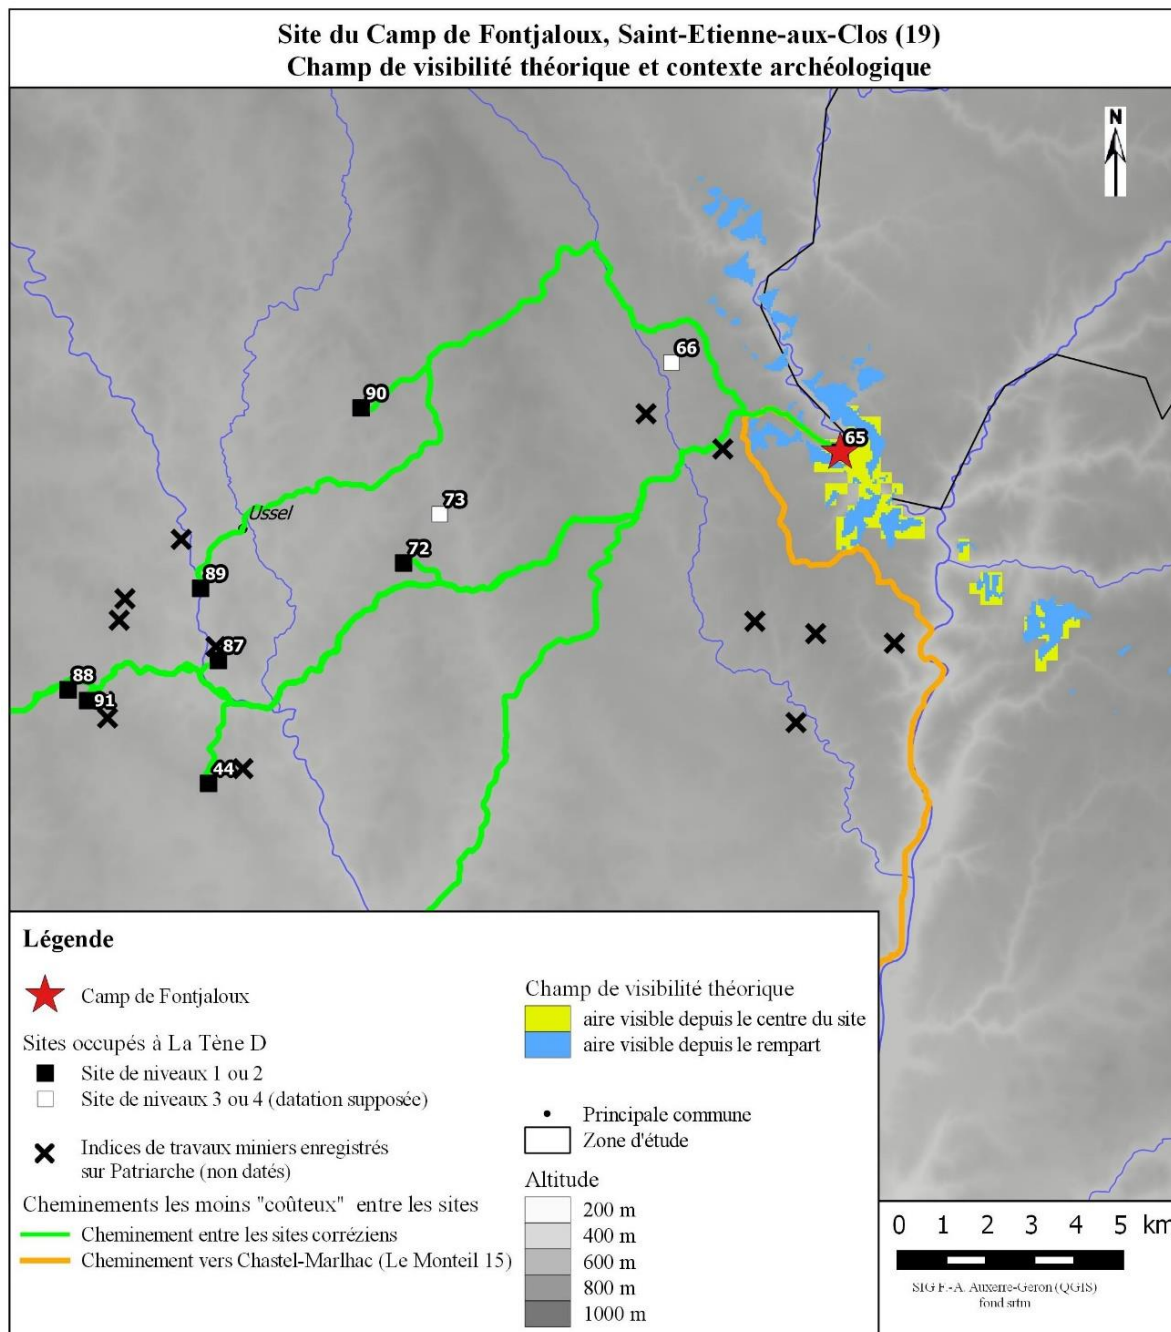 Site du Camp de Fontjaloux, Saint-Etienne-aux-Clos (19)
Champ de visibilité théorique et contexte archéologique
N
66
90
65
73
Ussel
72
89
87
88
91
44
Légende
Camp de Fontjaloux
Sites occupés à La Tène D
Site de niveaux 1 ou 2
Site de niveaux 3 ou 4 (datation supposée)
Indices de travaux miniers enregistrés
sur Patriarche (non datés)
Cheminements les moins "coûteux" entre les sites
Cheminement entre les sites corréziens
Cheminement vers Chastel-Marlhac (Le Monteil 15)
Champ de visibilité théorique
aire visible depuis le centre du site
aire visible depuis le rempart
Principale commune
Zone d'étude
Altitude
200 m
400 m
600 m
800 m
1000 m
0 1 2 3 4 5 km
SIG F.-A. Auxerre-Geron (QGIS)
fond srtm